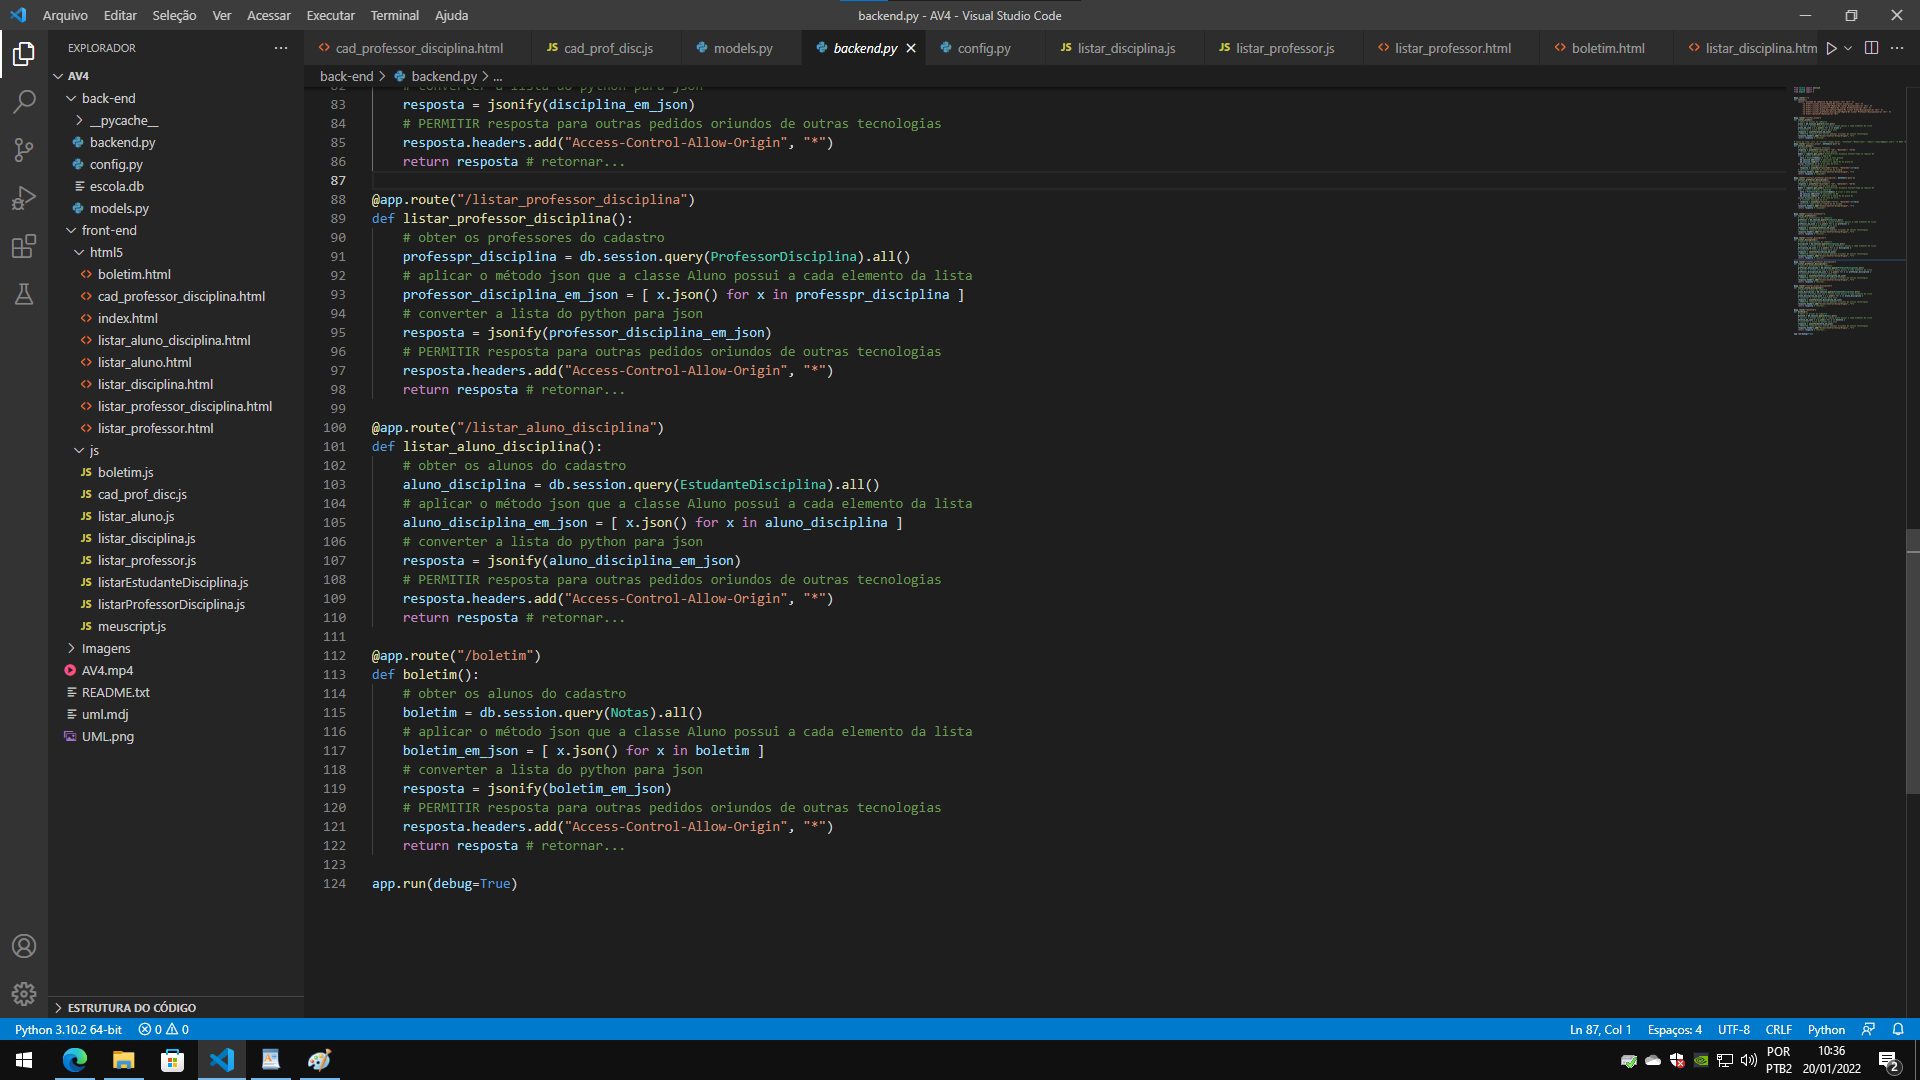 Arquivo Editar Seleção Ver Acessar Executar Terminal Ajuda
backend.py - AV4 - Visual Studio Code
EXPLORADOR
AV4
back-end
__pycache__
backend.py
config.py
escola.db
models.py
front-end
html5
boletim.html
cad_professor_disciplina.html
index.html
listar_aluno_disciplina.html
listar_aluno.html
listar_disciplina.html
listar_professor_disciplina.html
listar_professor.html
js
boletim.js
cad_prof_disc.js
listar_aluno.js
listar_disciplina.js
listar_professor.js
listarEstudanteDisciplina.js
listarProfessorDisciplina.js
meuscript.js
Imagens
AV4.mp4
README.txt
uml.mdj
UML.png
ESTRUTURA DO CÓDIGO
cad_professor_disciplina.html cad_prof_disc.js models.py backend.py config.py listar_disciplina.js listar_professor.js listar_professor.html boletim.html listar_disciplina.htm
back-end > backend.py > ...
82 # converter a lista do python para json
83 resposta = jsonify(disciplina_em_json)
84 # PERMITIR resposta para outras pedidos oriundos de outras tecnologias
85 resposta.headers.add("Access-Control-Allow-Origin", "*")
86 return resposta # retornar...
87
88 @app.route("/listar_professor_disciplina")
89 def listar_professor_disciplina():
90 # obter os professores do cadastro
91 professpr_disciplina = db.session.query(ProfessorDisciplina).all()
92 # aplicar o método json que a classe Aluno possui a cada elemento da lista
93 professor_disciplina_em_json = [ x.json() for x in professpr_disciplina ]
94 # converter a lista do python para json
95 resposta = jsonify(professor_disciplina_em_json)
96 # PERMITIR resposta para outras pedidos oriundos de outras tecnologias
97 resposta.headers.add("Access-Control-Allow-Origin", "*")
98 return resposta # retornar...
99
100 @app.route("/listar_aluno_disciplina")
101 def listar_aluno_disciplina():
102 # obter os alunos do cadastro
103 aluno_disciplina = db.session.query(EstudanteDisciplina).all()
104 # aplicar o método json que a classe Aluno possui a cada elemento da lista
105 aluno_disciplina_em_json = [ x.json() for x in aluno_disciplina ]
106 # converter a lista do python para json
107 resposta = jsonify(aluno_disciplina_em_json)
108 # PERMITIR resposta para outras pedidos oriundos de outras tecnologias
109 resposta.headers.add("Access-Control-Allow-Origin", "*")
110 return resposta # retornar...
111
112 @app.route("/boletim")
113 def boletim():
114 # obter os alunos do cadastro
115 boletim = db.session.query(Notas).all()
116 # aplicar o método json que a classe Aluno possui a cada elemento da lista
117 boletim_em_json = [ x.json() for x in boletim ]
118 # converter a lista do python para json
119 resposta = jsonify(boletim_em_json)
120 # PERMITIR resposta para outras pedidos oriundos de outras tecnologias
121 resposta.headers.add("Access-Control-Allow-Origin", "*")
122 return resposta # retornar...
123
124 app.run(debug=True)
Python 3.10.2 64-bit 0 0 Ln 87, Col 1 Espaços: 4 UTF-8 CRLF Python
POR 10:36
PTB2 20/01/2022 2